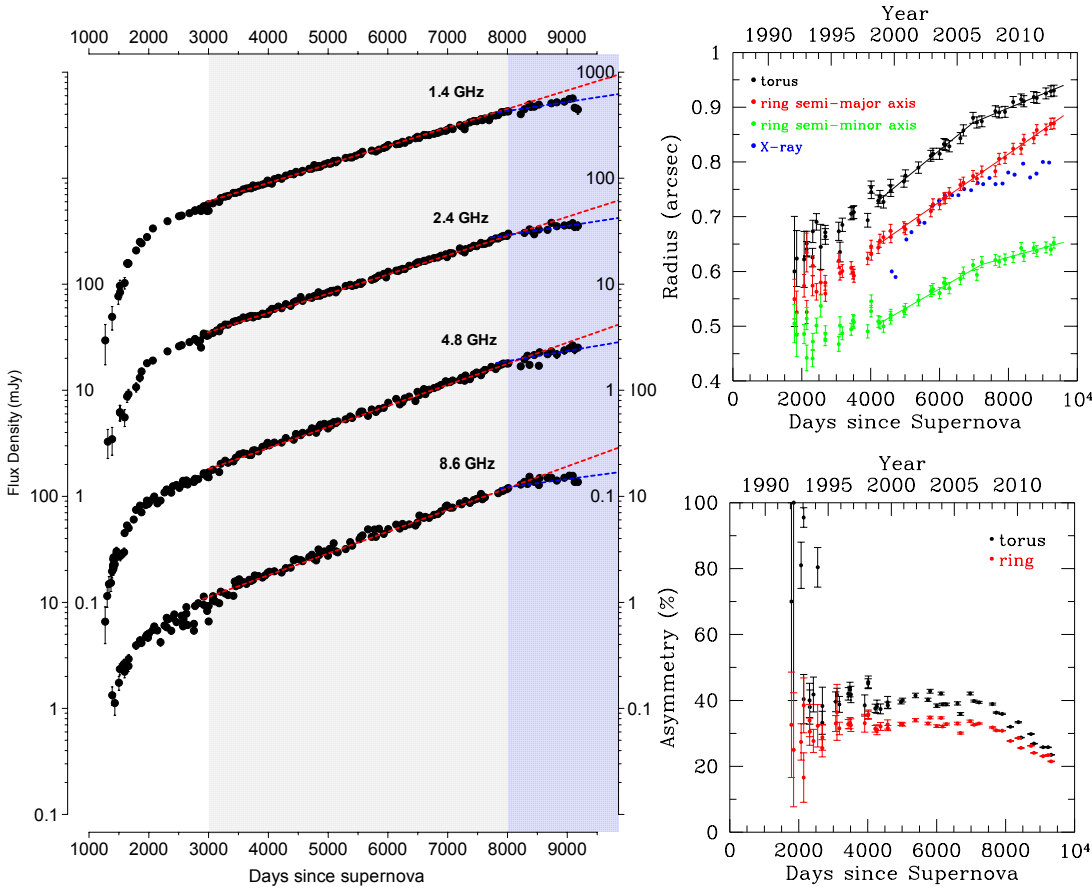 1000 2000 3000 4000 5000 6000 7000 8000 9000
1000
100
10
1 100
0.1 10
1
0.1
100
10
1
100 1
10 0.1
1
0.1
1.4 GHz
2.4 GHz
4.8 GHz
8.6 GHz
Flux Density (mJy)
1000 2000 3000 4000 5000 6000 7000 8000 9000
Days since supernova
Year
1990 1995 2000 2005 2010
torus
ring semi-major axis
ring semi-minor axis
X-ray
Radius (arcsec)
1
0.9
0.8
0.7
0.6
0.5
0.4
0 2000 4000 6000 8000 10⁴
Days since Supernova
Year
1990 1995 2000 2005 2010
torus
ring
Asymmetry (%)
100
80
60
40
20
0
0 2000 4000 6000 8000 10⁴
Days since Supernova